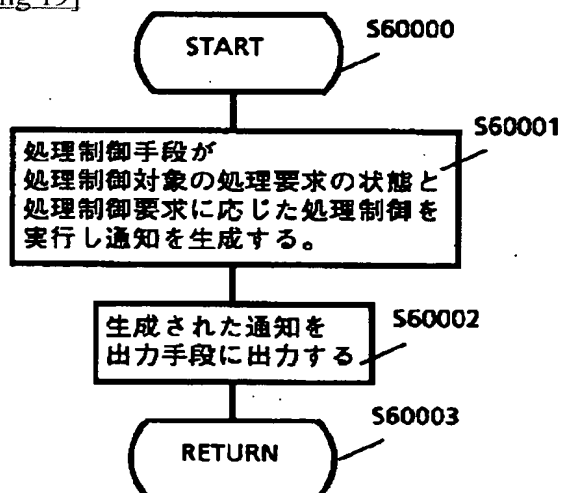 START
S60000
S60001
処理制御手段が
処理制御対象の処理要求の状態と
処理制御要求に応じた処理制御を
実行し通知を生成する。
生成された通知を
出力手段に出力する
S60002
S60003
RETURN